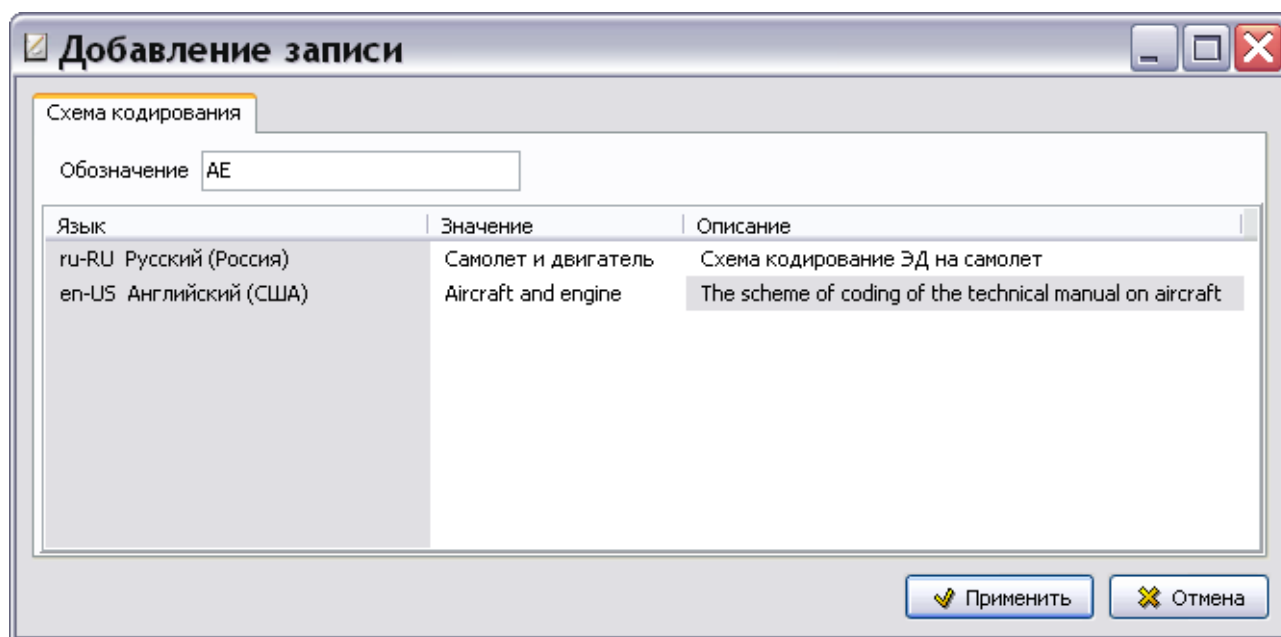 Добавление записи
Схема кодирования
Обозначение AE
Язык Значение Описание
ru-RU Русский (Россия) Самолет и двигатель Схема кодирование ЭД на самолет
en-US Английский (США) Aircraft and engine The scheme of coding of the technical manual on aircraft
Применить Отмена